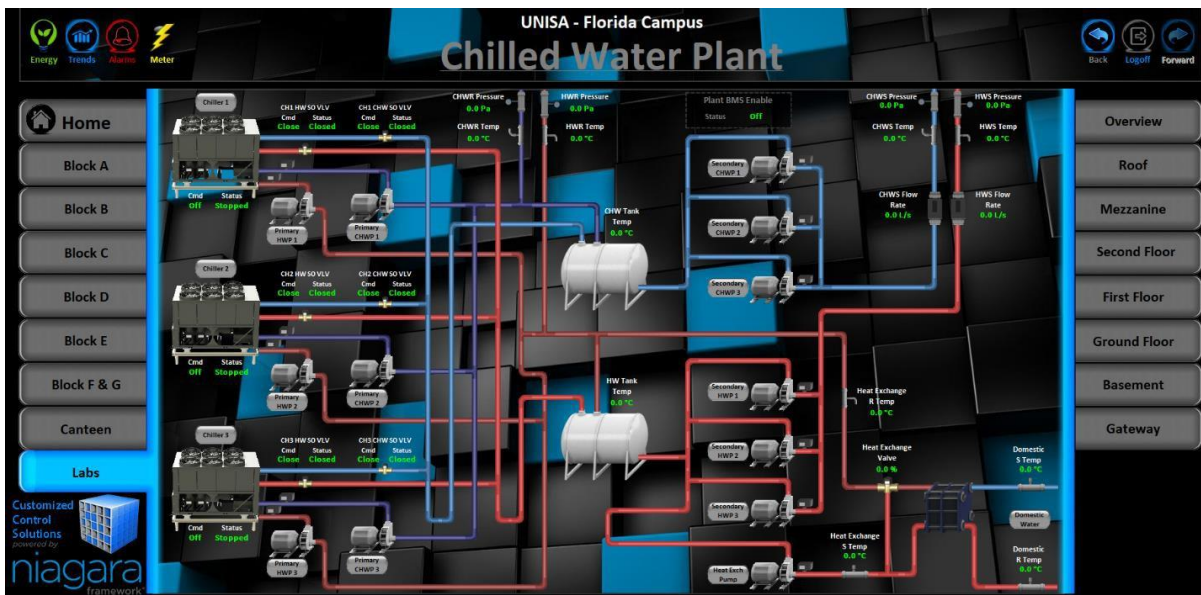 UNISA - Florida Campus
Chilled Water Plant
Energy
Trends
Alarms
Meter
Back
Logoff
Forward
Home
Block A
Block B
Block C
Block D
Block E
Block F & G
Canteen
Labs
Customized
Control
Solutions
powered by
niagara
framework®
Chiller 1
CH1 HW SO VLV
Cmd Status
Close Closed
CH1 CHW SO VLV
Cmd Status
Close Closed
Cmd Status
Off Stopped
Primary
HWP 1
Primary
CHWP 1
Chiller 2
CH2 HW SO VLV
Cmd Status
Close Closed
CH2 CHW SO VLV
Cmd Status
Close Closed
Cmd Status
Off Stopped
Primary
HWP 2
Primary
CHWP 2
Chiller 3
CH3 HW SO VLV
Cmd Status
Close Closed
CH3 CHW SO VLV
Cmd Status
Close Closed
Cmd Status
Off Stopped
Primary
HWP 3
Primary
CHWP 3
CHWR Pressure
0.0 Pa
HWR Pressure
0.0 Pa
CHWR Temp
0.0 °C
HWR Temp
0.0 °C
Plant BMS Enable
Status Off
CHW Tank
Temp
0.0 °C
HW Tank
Temp
0.0 °C
Secondary
CHWP 1
Secondary
CHWP 2
Secondary
CHWP 3
Secondary
HWP 1
Secondary
HWP 2
Secondary
HWP 3
Heat Exch
Pump
CHWS Pressure
0.0 Pa
HWS Pressure
0.0 Pa
CHWS Temp
0.0 °C
HWS Temp
0.0 °C
CHWS Flow
Rate
0.0 L/s
HWS Flow
Rate
0.0 L/s
Heat Exchange
R Temp
0.0 °C
Heat Exchange
Valve
0.0 %
Heat Exchange
S Temp
0.0 °C
Domestic
S Temp
0.0 °C
Domestic
Water
Domestic
R Temp
0.0 °C
Overview
Roof
Mezzanine
Second Floor
First Floor
Ground Floor
Basement
Gateway